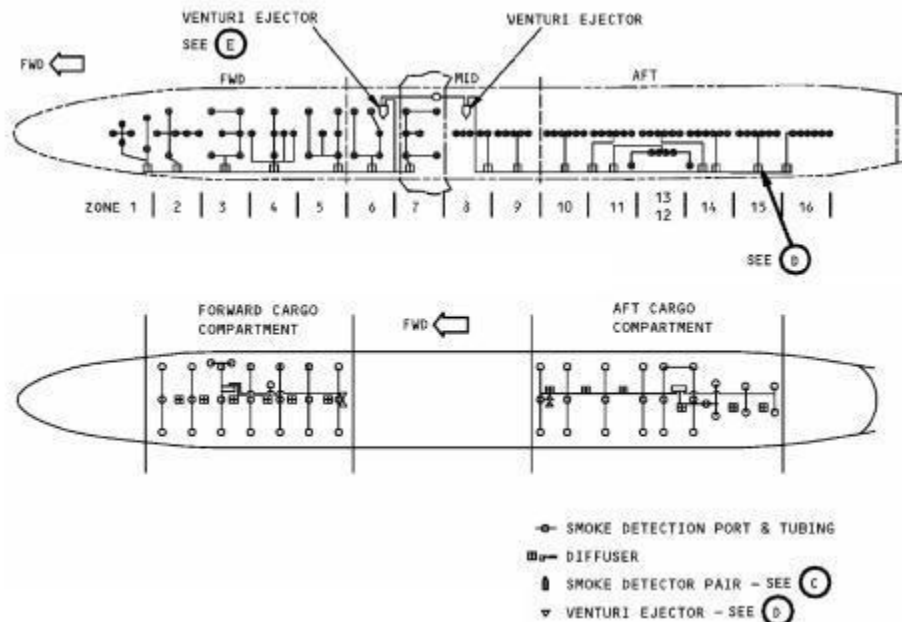 VENTURI EJECTOR
SEE E
VENTURI EJECTOR
FWD
FWD
MID
AFT
ZONE 1 2 3 4 5 6 7 8 9 10 11 13 12 14 15 16
SEE D
FORWARD CARGO
COMPARTMENT
FWD
AFT CARGO
COMPARTMENT
SMOKE DETECTION PORT & TUBING
DIFFUSER
SMOKE DETECTOR PAIR - SEE C
VENTURI EJECTOR - SEE D